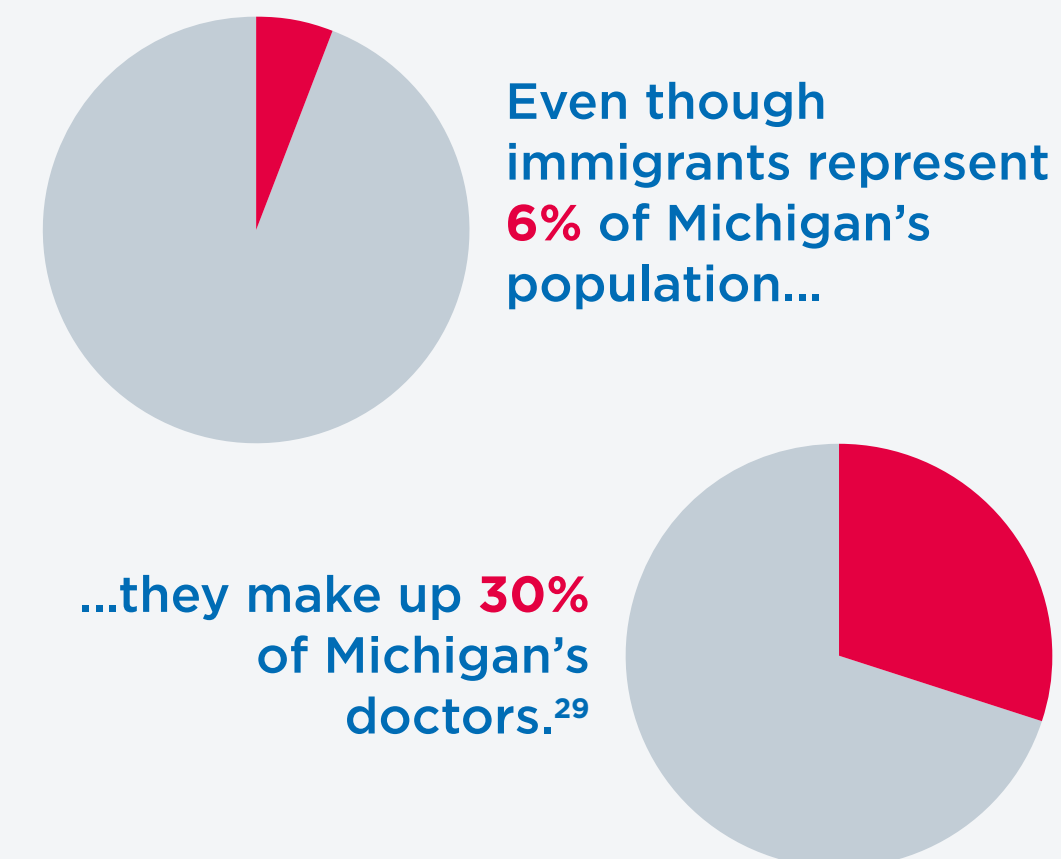 Even though
immigrants represent
6% of Michigan’s
population...
...they make up 30%
of Michigan’s
doctors.²⁹